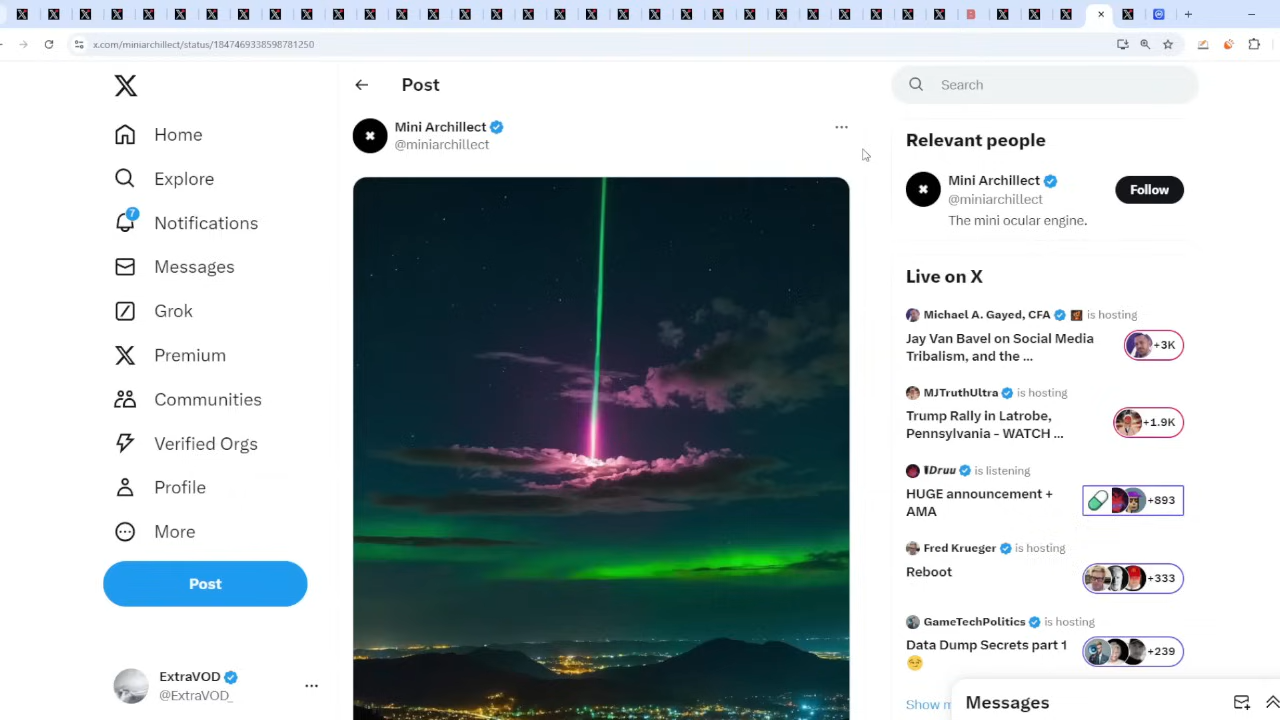 x.com/miniarchillect/status/1847469338598781250
Home
Explore
7
Notifications
Messages
Grok
Premium
Communities
Verified Orgs
Profile
More
Post
ExtraVOD
@ExtraVOD_
Post
Mini Archillect
@miniarchillect
Search
Relevant people
Mini Archillect
@miniarchillect
Follow
The mini ocular engine.
Live on X
Michael A. Gayed, CFA is hosting
Jay Van Bavel on Social Media
Tribalism, and the ...
+3K
MJTruthUltra is hosting
Trump Rally in Latrobe,
Pennsylvania - WATCH ...
+1.9K
Druu is listening
HUGE announcement +
AMA
+893
Fred Krueger is hosting
Reboot
+333
GameTechPolitics is hosting
Data Dump Secrets part 1
+239
Show m
Messages